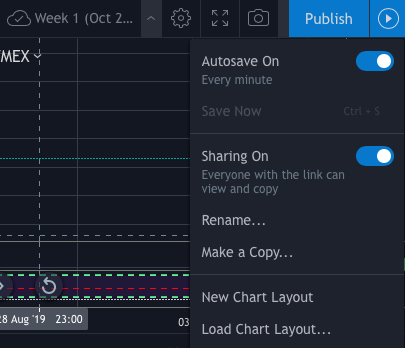 Week 1 (Oct 2...
Publish
MEX
Autosave On
Every minute
Save Now
Ctrl + S
Sharing On
Everyone with the link can
view and copy
Rename...
Make a Copy...
New Chart Layout
Load Chart Layout...
28 Aug '19 23:00
03